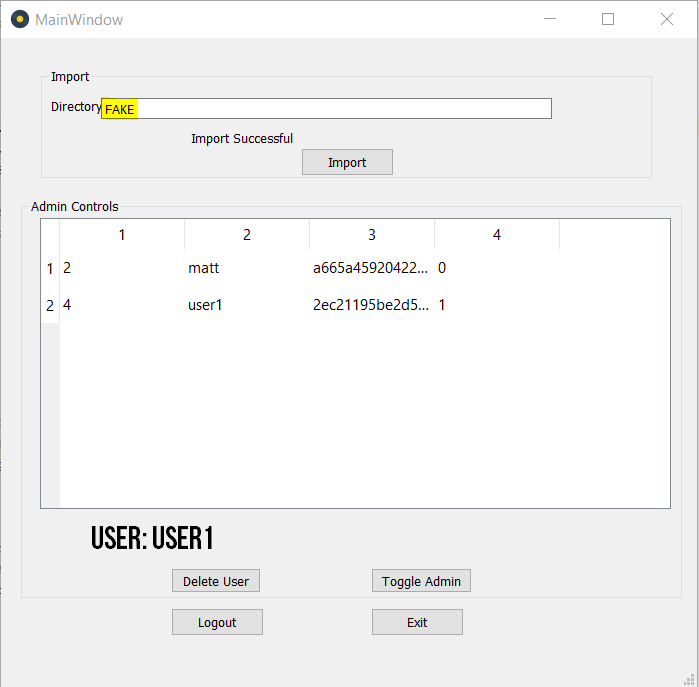 MainWindow
Import
Directory FAKE
Import Successful
Import
Admin Controls
1 2 3 4
1 2 matt a665a45920422... 0
2 4 user1 2ec21195be2d5... 1
USER: USER1
Delete User Toggle Admin
Logout Exit